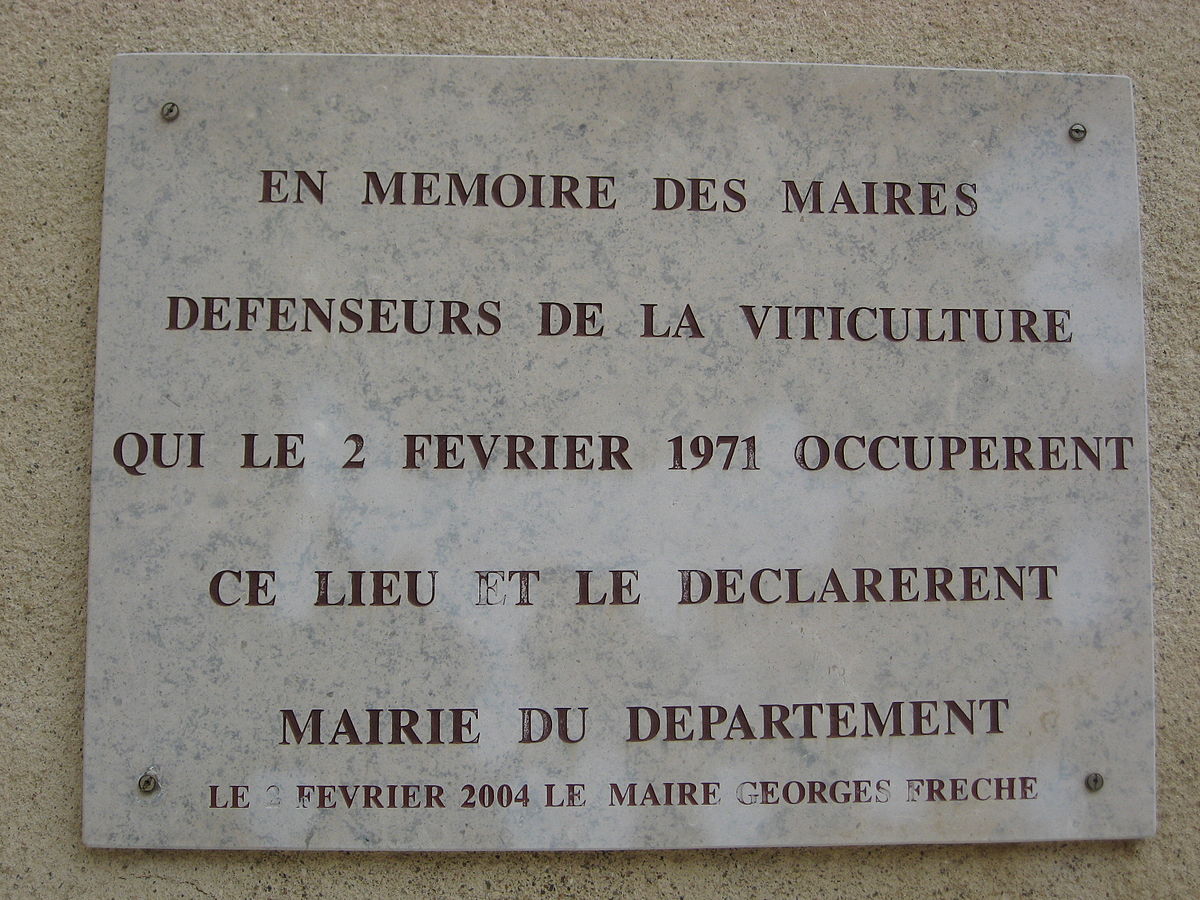 EN MEMOIRE DES MAIRES
DEFENSEURS DE LA VITICULTURE
QUI LE 2 FEVRIER 1971 OCCUPERENT
CE LIEU ET LE DECLARERENT
MAIRIE DU DEPARTEMENT
LE 2 FEVRIER 2004 LE MAIRE GEORGES FRECHE